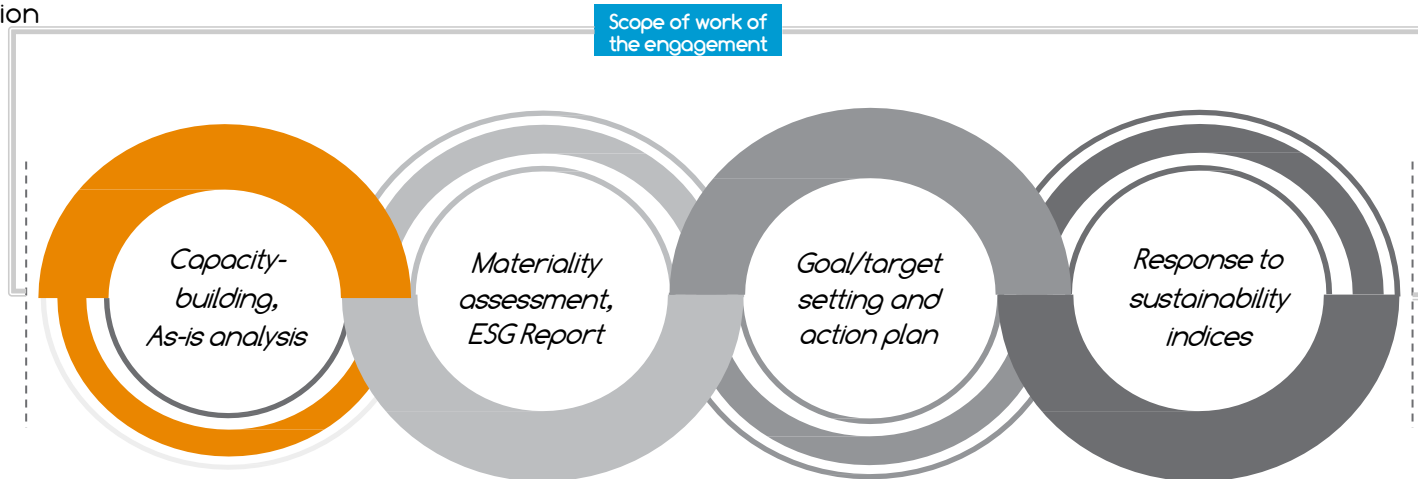 ion
Scope of work of
the engagement
Capacity-
building,
As-is analysis
Materiality
assessment,
ESG Report
Goal/target
setting and
action plan
Response to
sustainability
indices